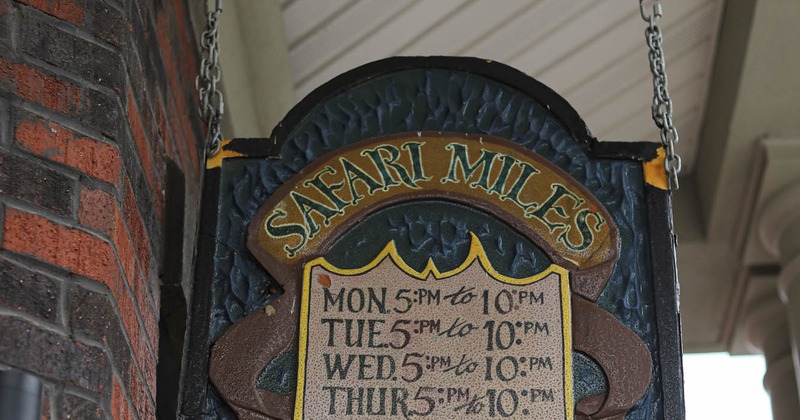 SAFARI MILES
MON. 5:PM to 10:PM
TUE. 5:PM to 10:PM
WED. 5:PM to 10:PM
THUR. 5:PM to 10:PM